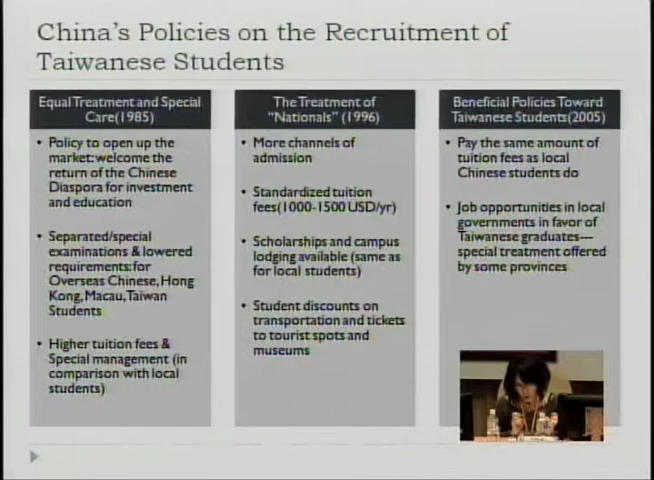 China's Policies on the Recruitment of
Taiwanese Students
Equal Treatment and Special
Care(1985)
• Policy to open up the
market: welcome the
return of the Chinese
Diaspora for investment
and education
• Separated/special
examinations & lowered
requirements: for
Overseas Chinese, Hong
Kong, Macau, Taiwan
Students
• Higher tuition fees &
Special management (in
comparison with local
students)
The Treatment of
"Nationals" (1996)
• More channels of
admission
• Standardized tuition
fees(1000-1500 USD/yr)
• Scholarships and campus
lodging available (same as
for local students)
• Student discounts on
transportation and tickets
to tourist spots and
museums
Beneficial Policies Toward
Taiwanese Students(2005)
• Pay the same amount of
tuition fees as local
Chinese students do
• Job opportunities in local
governments in favor of
Taiwanese graduates—
special treatment offered
by some provinces